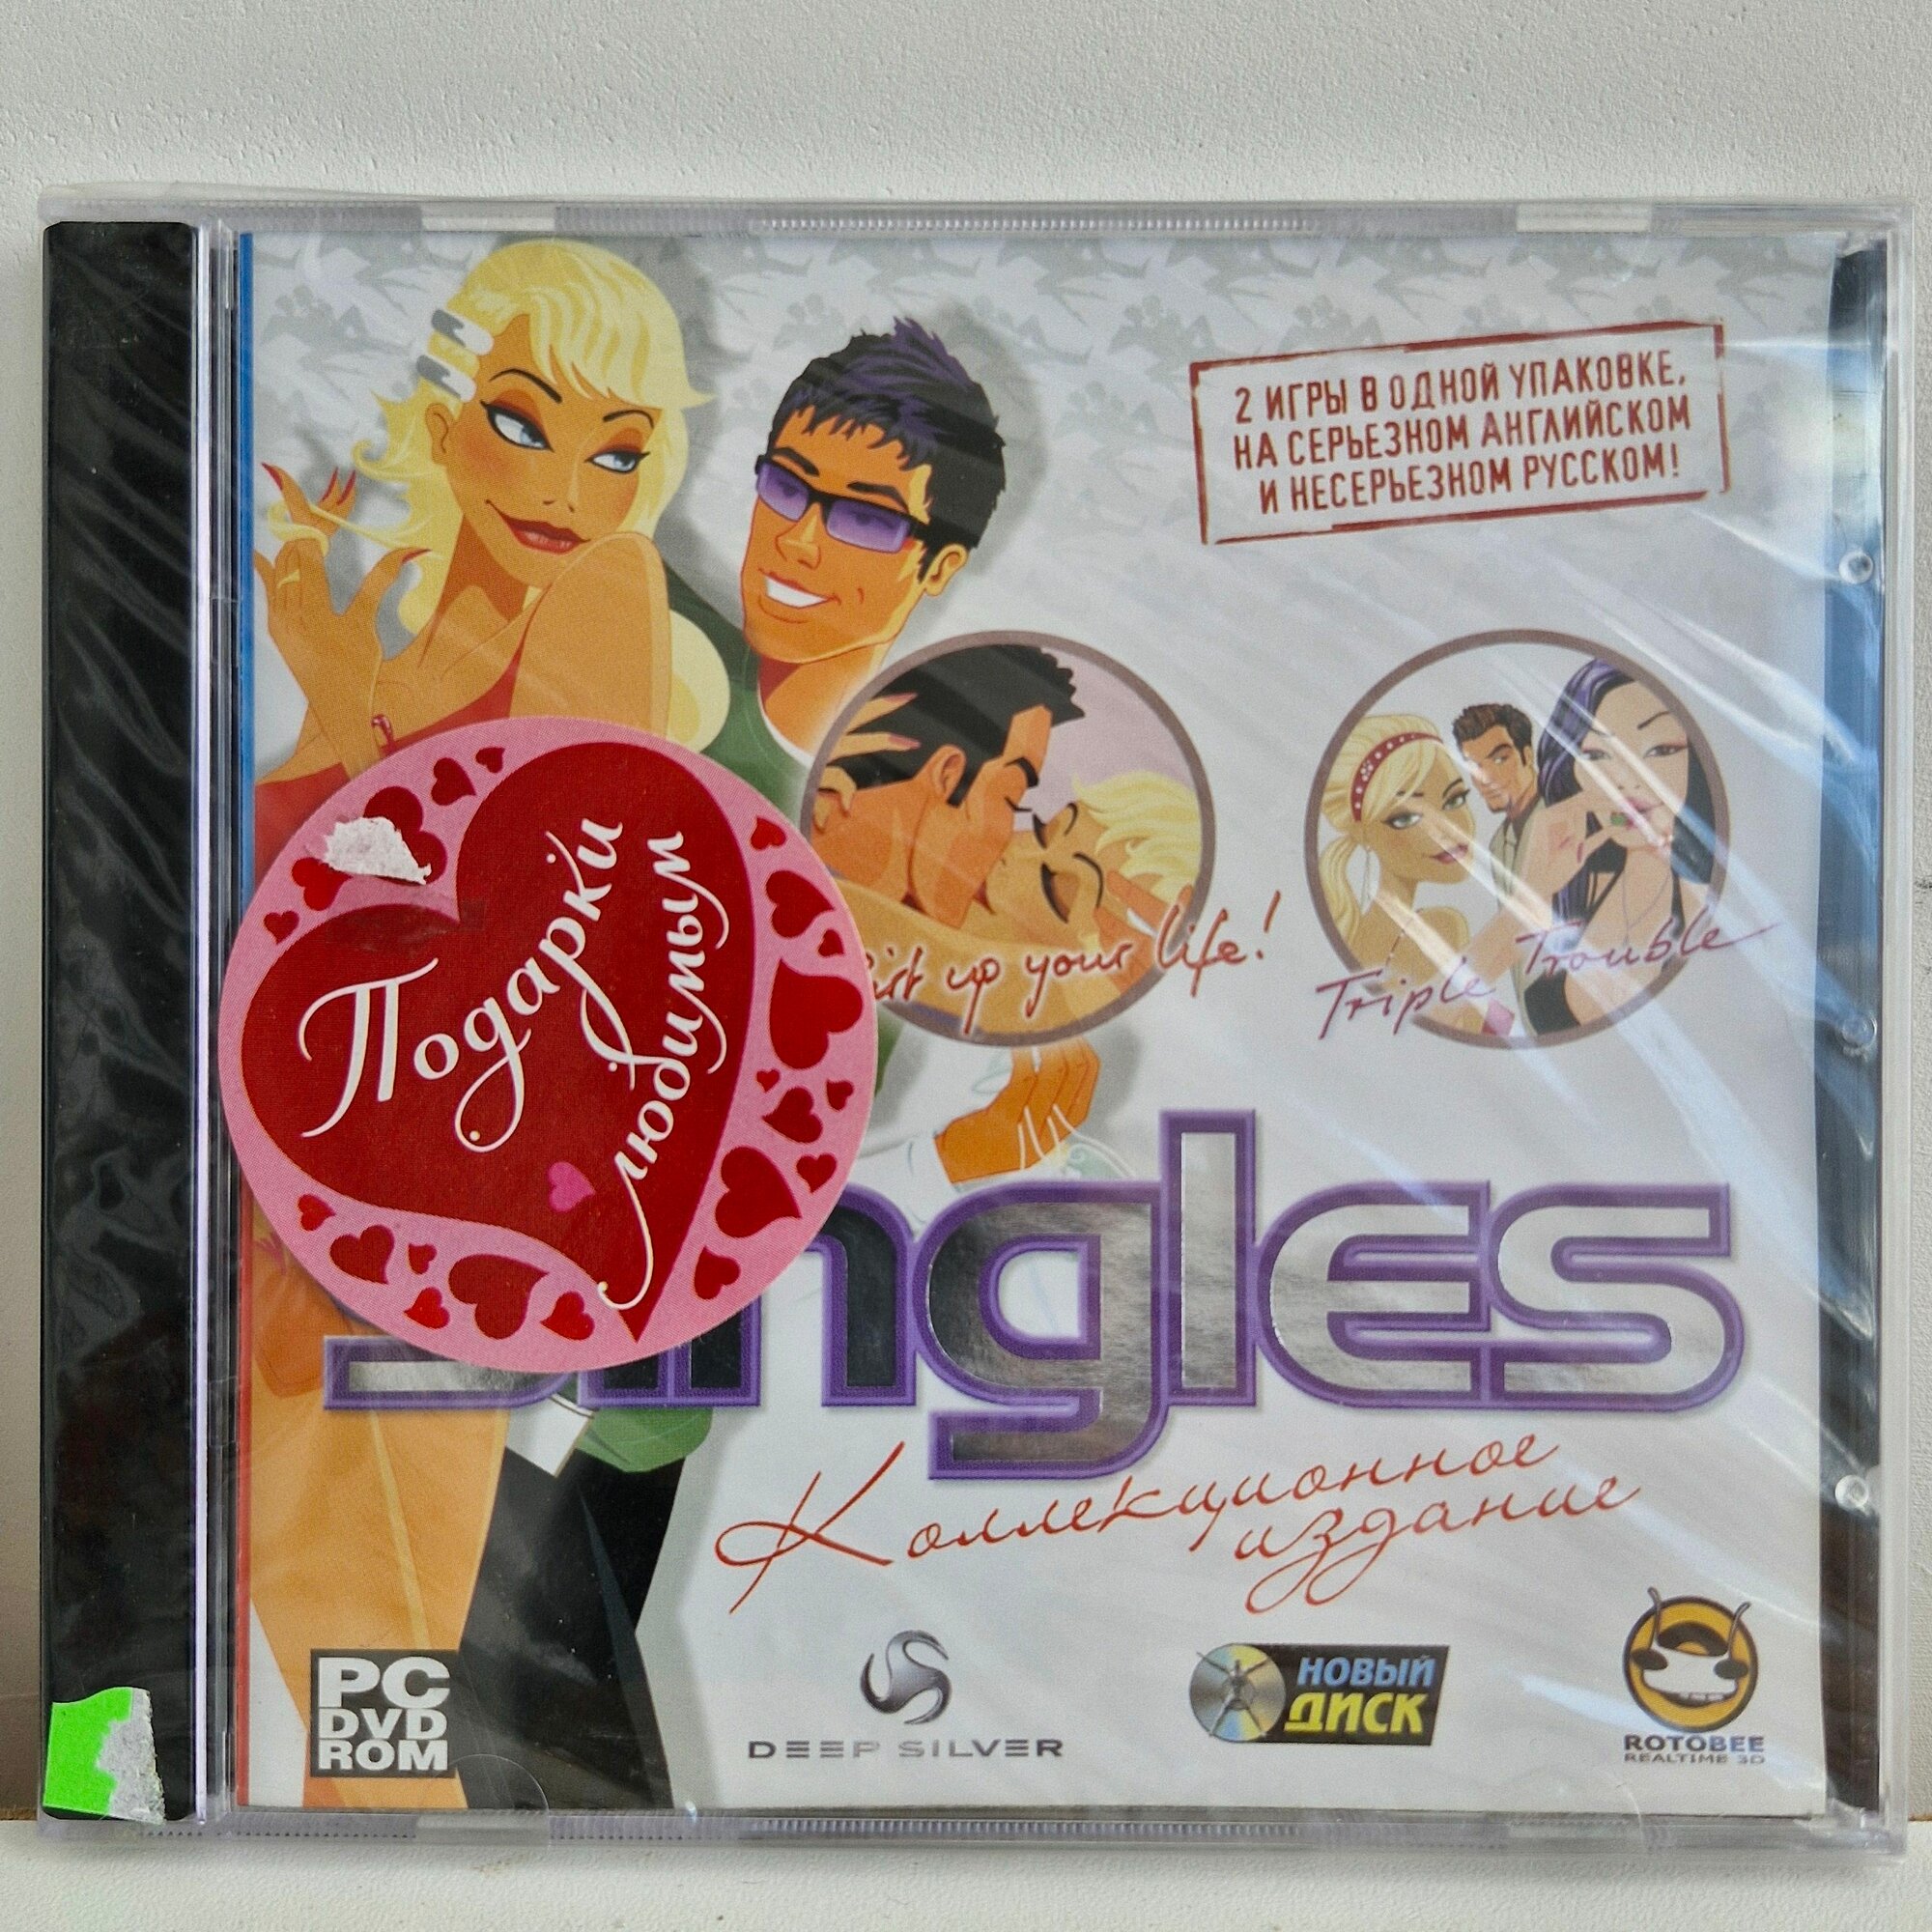 2 ИГРЫ В ОДНОЙ УПАКОВКЕ,
НА СЕРЬЕЗНОМ АНГЛИЙСКОМ
И НЕСЕРЬЕЗНОМ РУССКОМ!
up your life!
Triple Trouble
Подарки
любимым
singles
Коллекционное
издание
PC
DVD
ROM
DEEP SILVER
НОВЫЙ
ДИСК
ROTOBEE
REALTIME 3D